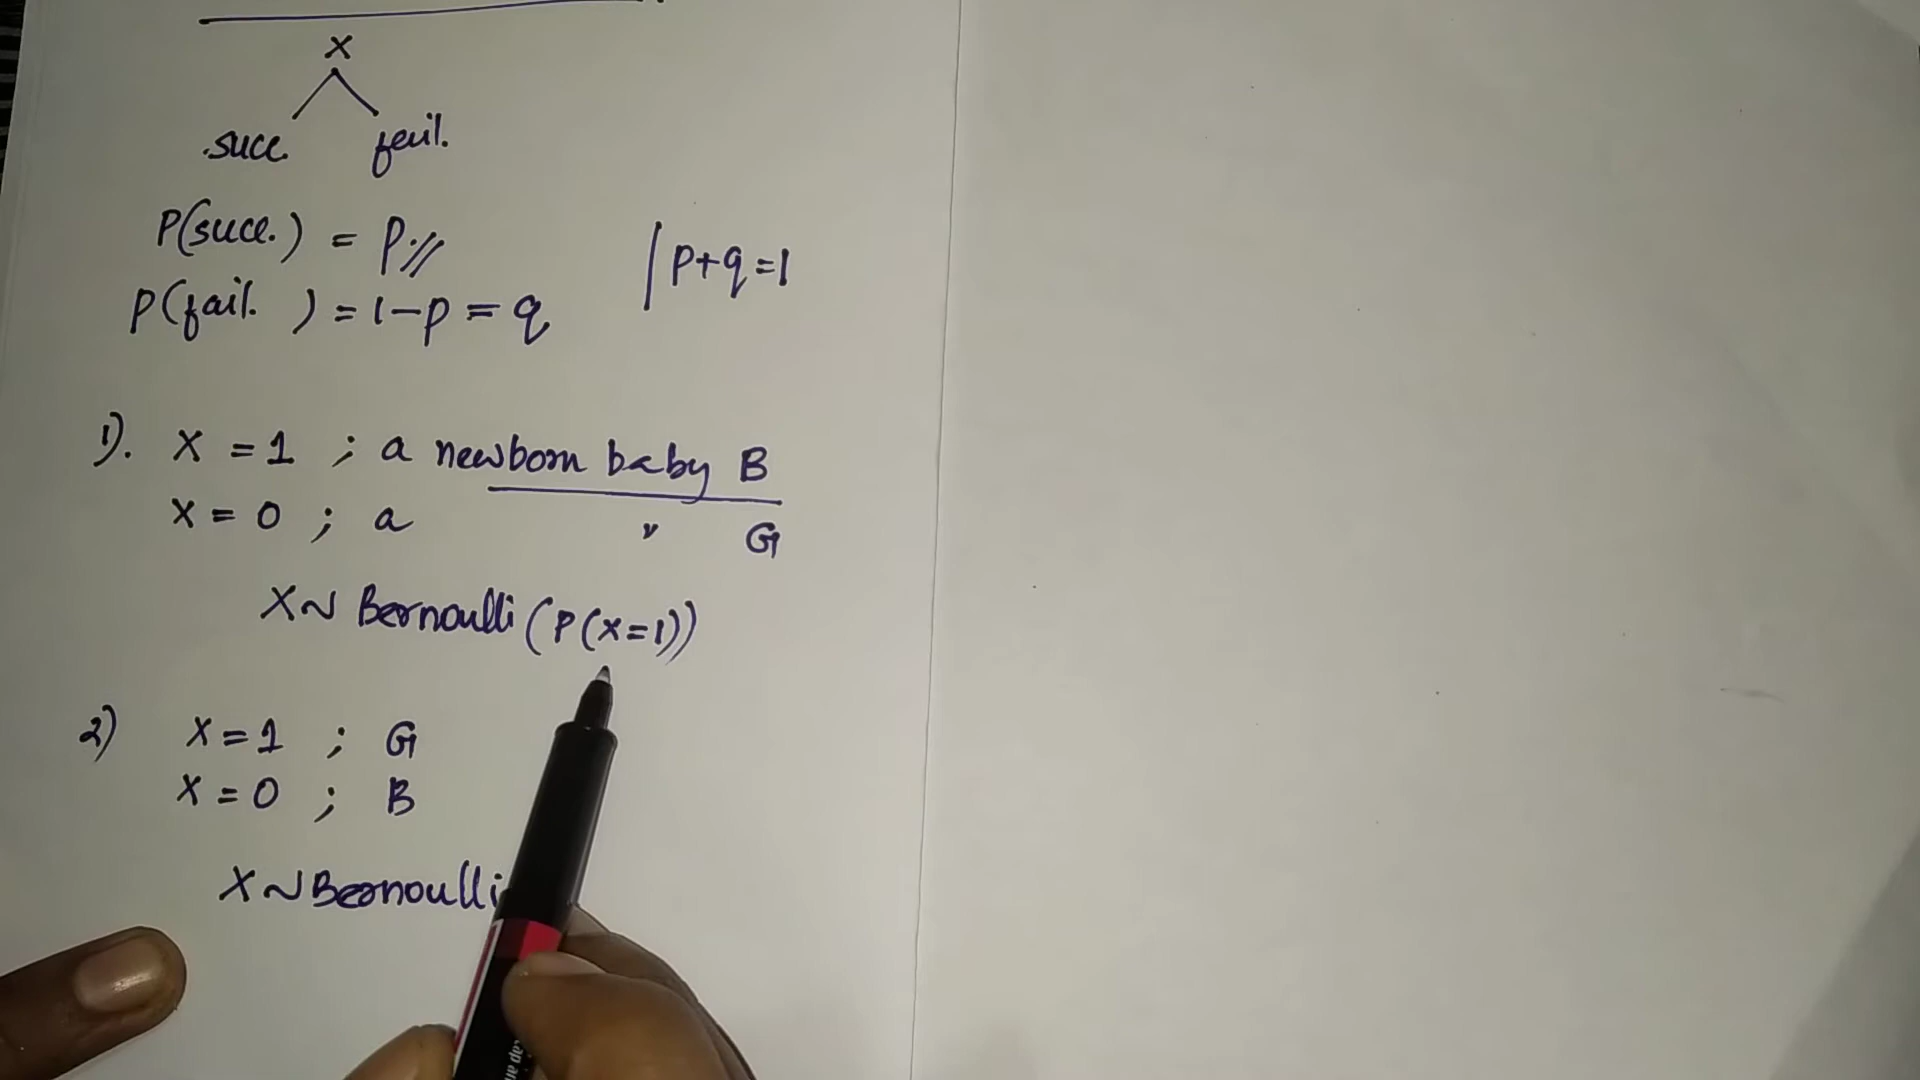 X
succ. fail.
P(succ.) = p.//
P(fail. ) = 1-p = q
| p+q=1
1). X = 1 ; a newborn baby B
X = 0 ; a " G
X ~ Bernoulli (P(X=1))
2) X = 1 ; G
X = 0 ; B
X ~ Bernoulli